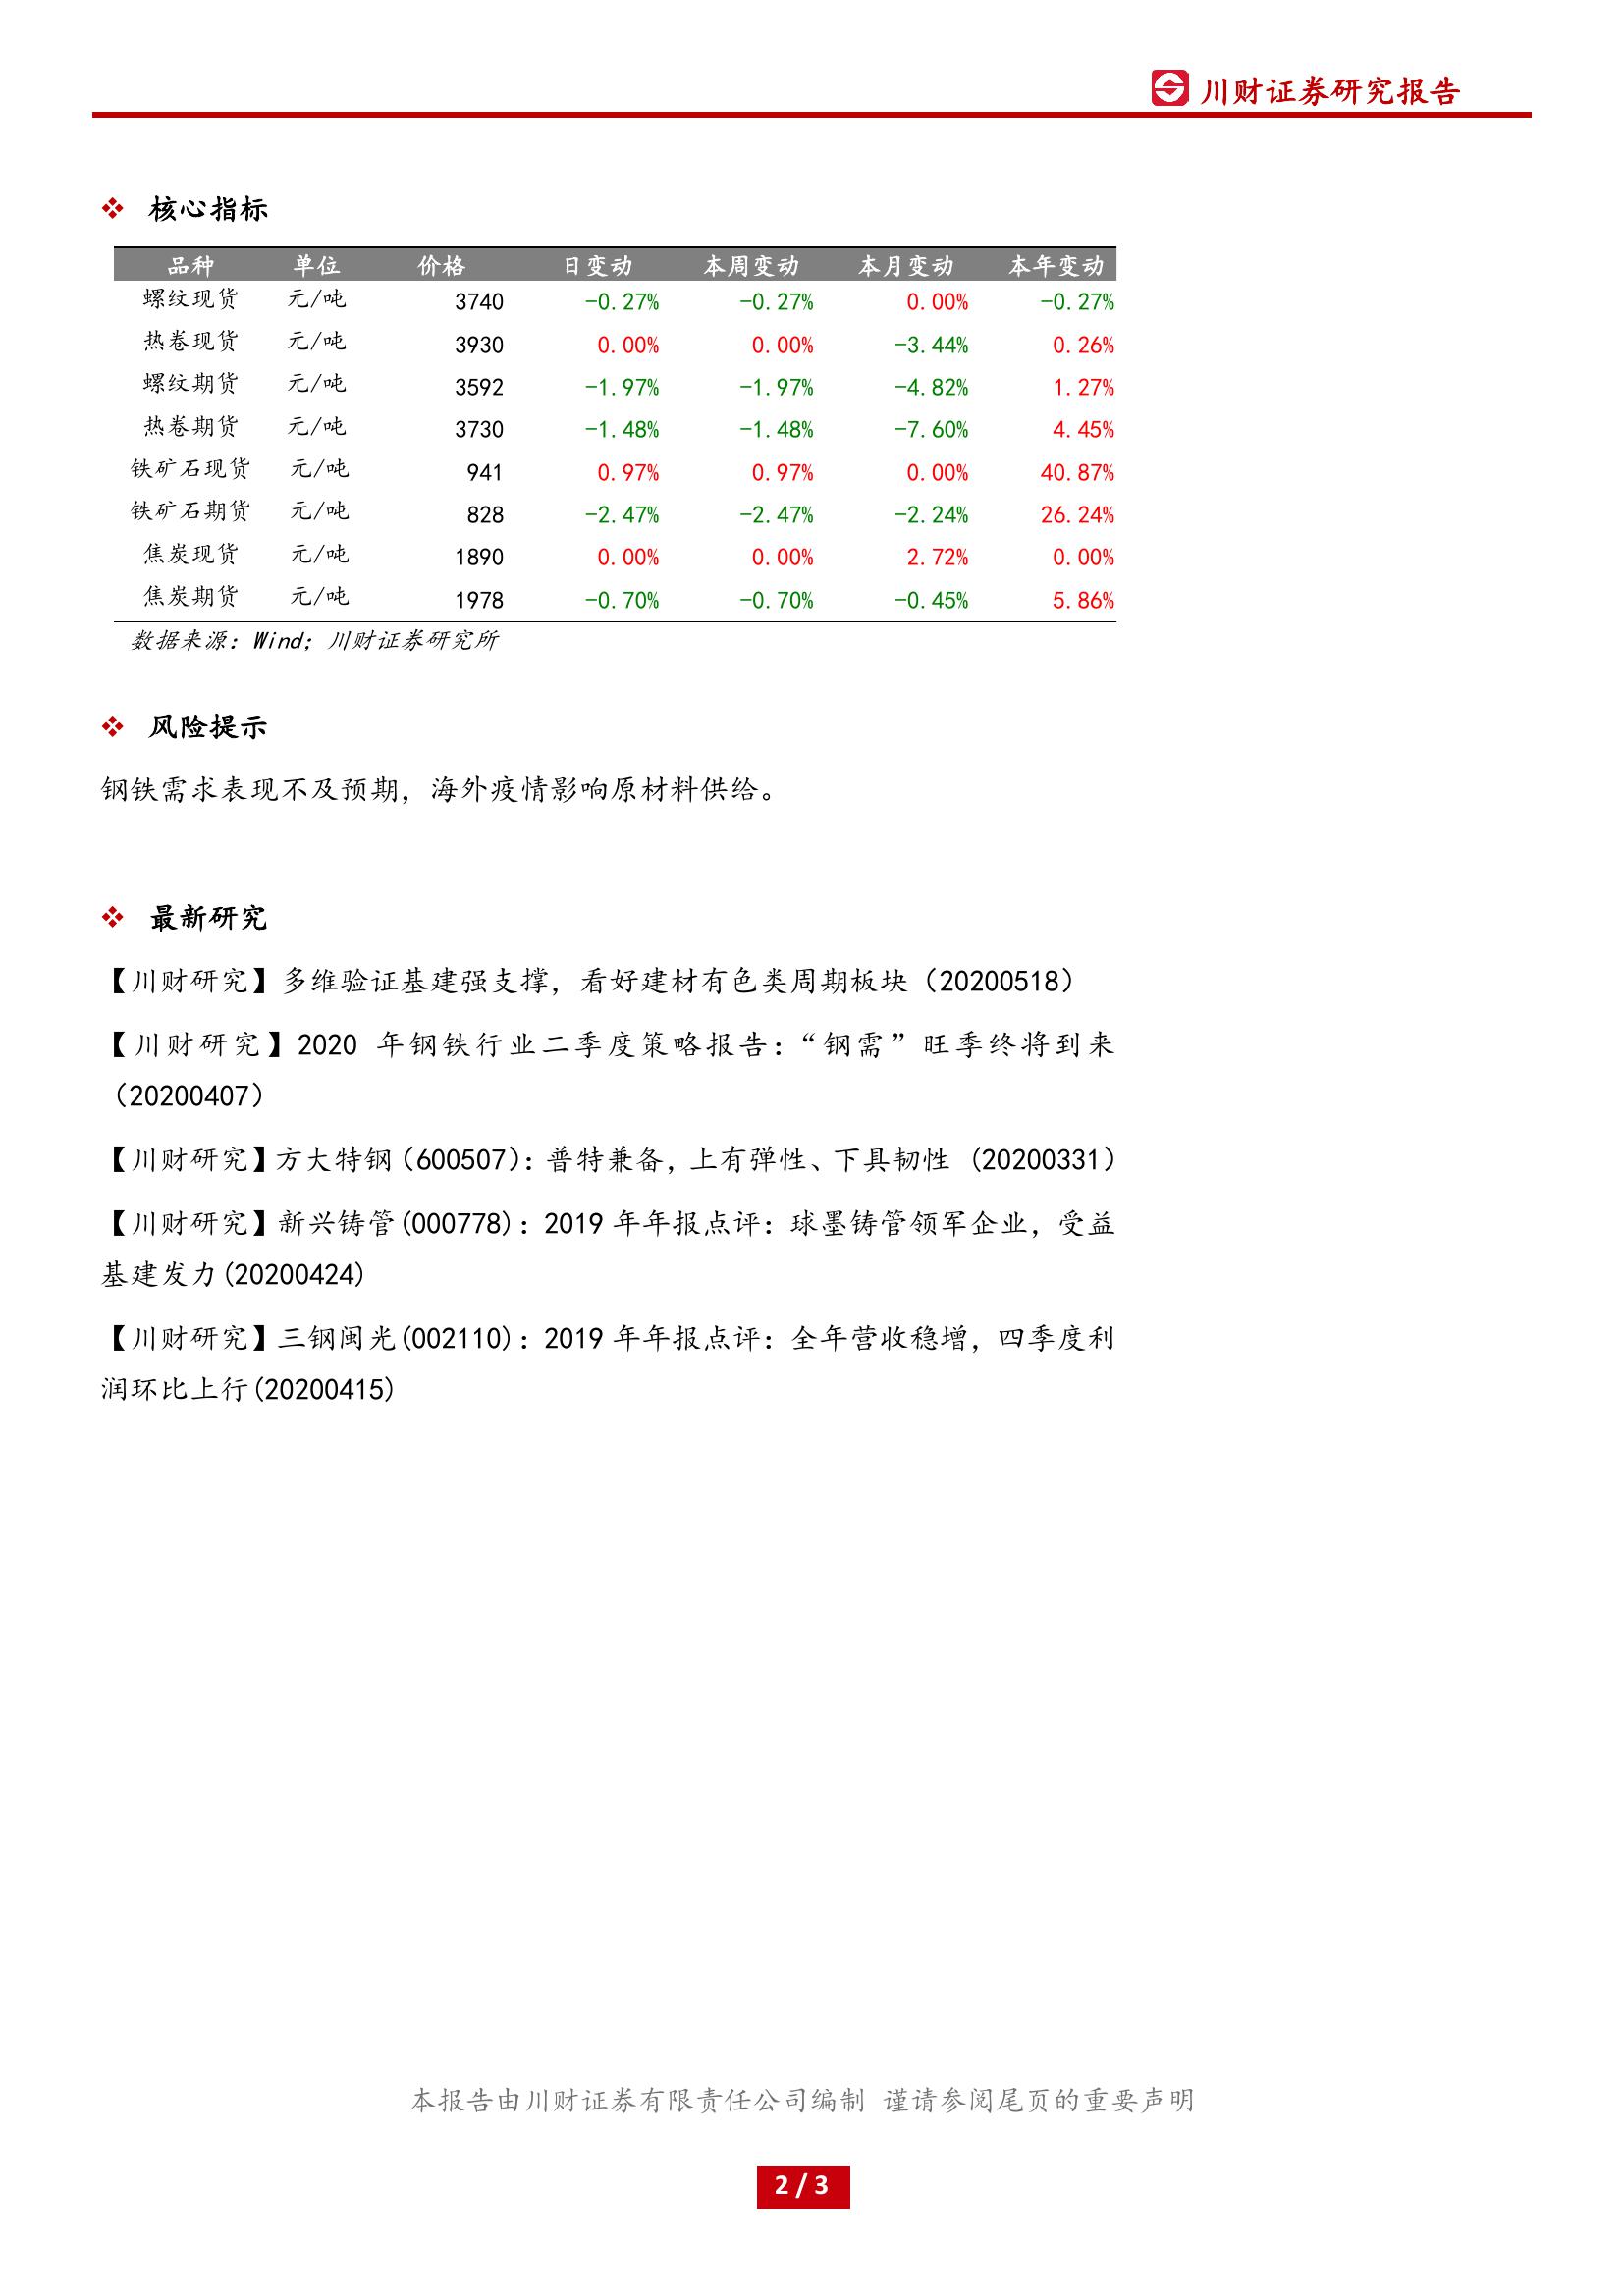 川财证券研究报告
核心指标
品种 单位 价格 日变动 本周变动 本月变动 本年变动
螺纹现货 元/吨 3740 -0.27% -0.27% 0.00% -0.27%
热卷现货 元/吨 3930 0.00% 0.00% -3.44% 0.26%
螺纹期货 元/吨 3592 -1.97% -1.97% -4.82% 1.27%
热卷期货 元/吨 3730 -1.48% -1.48% -7.60% 4.45%
铁矿石现货 元/吨 941 0.97% 0.97% 0.00% 40.87%
铁矿石期货 元/吨 828 -2.47% -2.47% -2.24% 26.24%
焦炭现货 元/吨 1890 0.00% 0.00% 2.72% 0.00%
焦炭期货 元/吨 1978 -0.70% -0.70% -0.45% 5.86%
数据来源：Wind；川财证券研究所
风险提示
钢铁需求表现不及预期，海外疫情影响原材料供给。
最新研究
【川财研究】多维验证基建强支撑，看好建材有色类周期板块（20200518）
【川财研究】2020 年钢铁行业二季度策略报告：“钢需”旺季终将到来
（20200407）
【川财研究】方大特钢（600507）：普特兼备，上有弹性、下具韧性 (20200331）
【川财研究】新兴铸管(000778)：2019 年年报点评：球墨铸管领军企业，受益
基建发力(20200424)
【川财研究】三钢闽光(002110)：2019 年年报点评：全年营收稳增，四季度利
润环比上行(20200415)
本报告由川财证券有限责任公司编制 谨请参阅尾页的重要声明
2 / 3